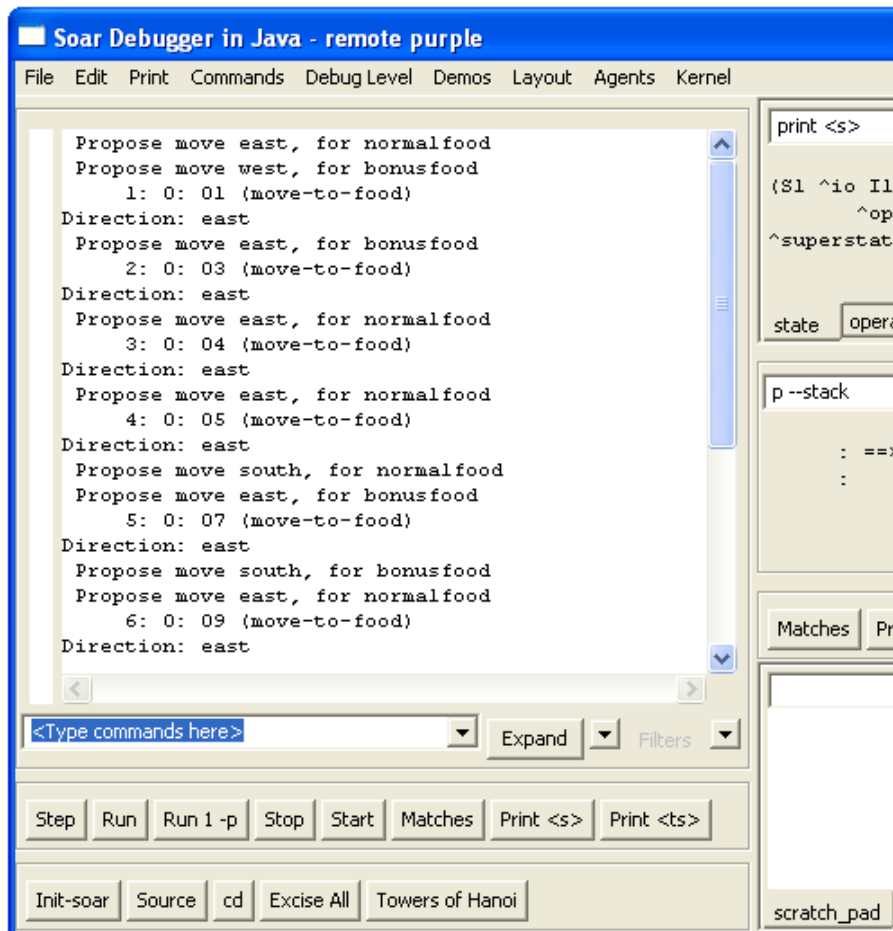 Soar Debugger in Java - remote purple
File Edit Print Commands Debug Level Demos Layout Agents Kernel
Propose move east, for normalfood
Propose move west, for bonusfood
1: O: O1 (move-to-food)
Direction: east
Propose move east, for bonusfood
2: O: O3 (move-to-food)
Direction: east
Propose move east, for normalfood
3: O: O4 (move-to-food)
Direction: east
Propose move east, for normalfood
4: O: O5 (move-to-food)
Direction: east
Propose move south, for normalfood
Propose move east, for bonusfood
5: O: O7 (move-to-food)
Direction: east
Propose move south, for bonusfood
Propose move east, for normalfood
6: O: O9 (move-to-food)
Direction: east
<Type commands here> Expand Filters
Step Run Run 1 -p Stop Start Matches Print <s> Print <ts>
Init-soar Source cd Excise All Towers of Hanoi
print <s>
(S1 ^io I1
^op
^superstat
state opera
p --stack
: ==>
:
Matches Pr
scratch_pad